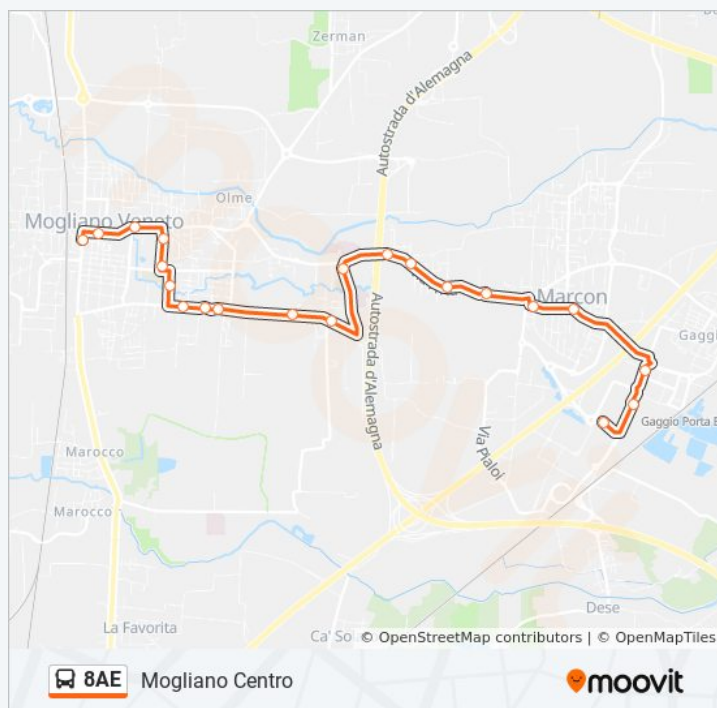 Zerman
Autostrada d'Alemagna
Olme
Mogliano Veneto
Marcon
Autostrada d'Alemagna
Gaggi
Gaggio Porta E
Via Pialoi
Marocco
Marocco
Dese
La Favorita
Ca' So
© OpenStreetMap contributors | © OpenMapTiles
8AE Mogliano Centro
moovit